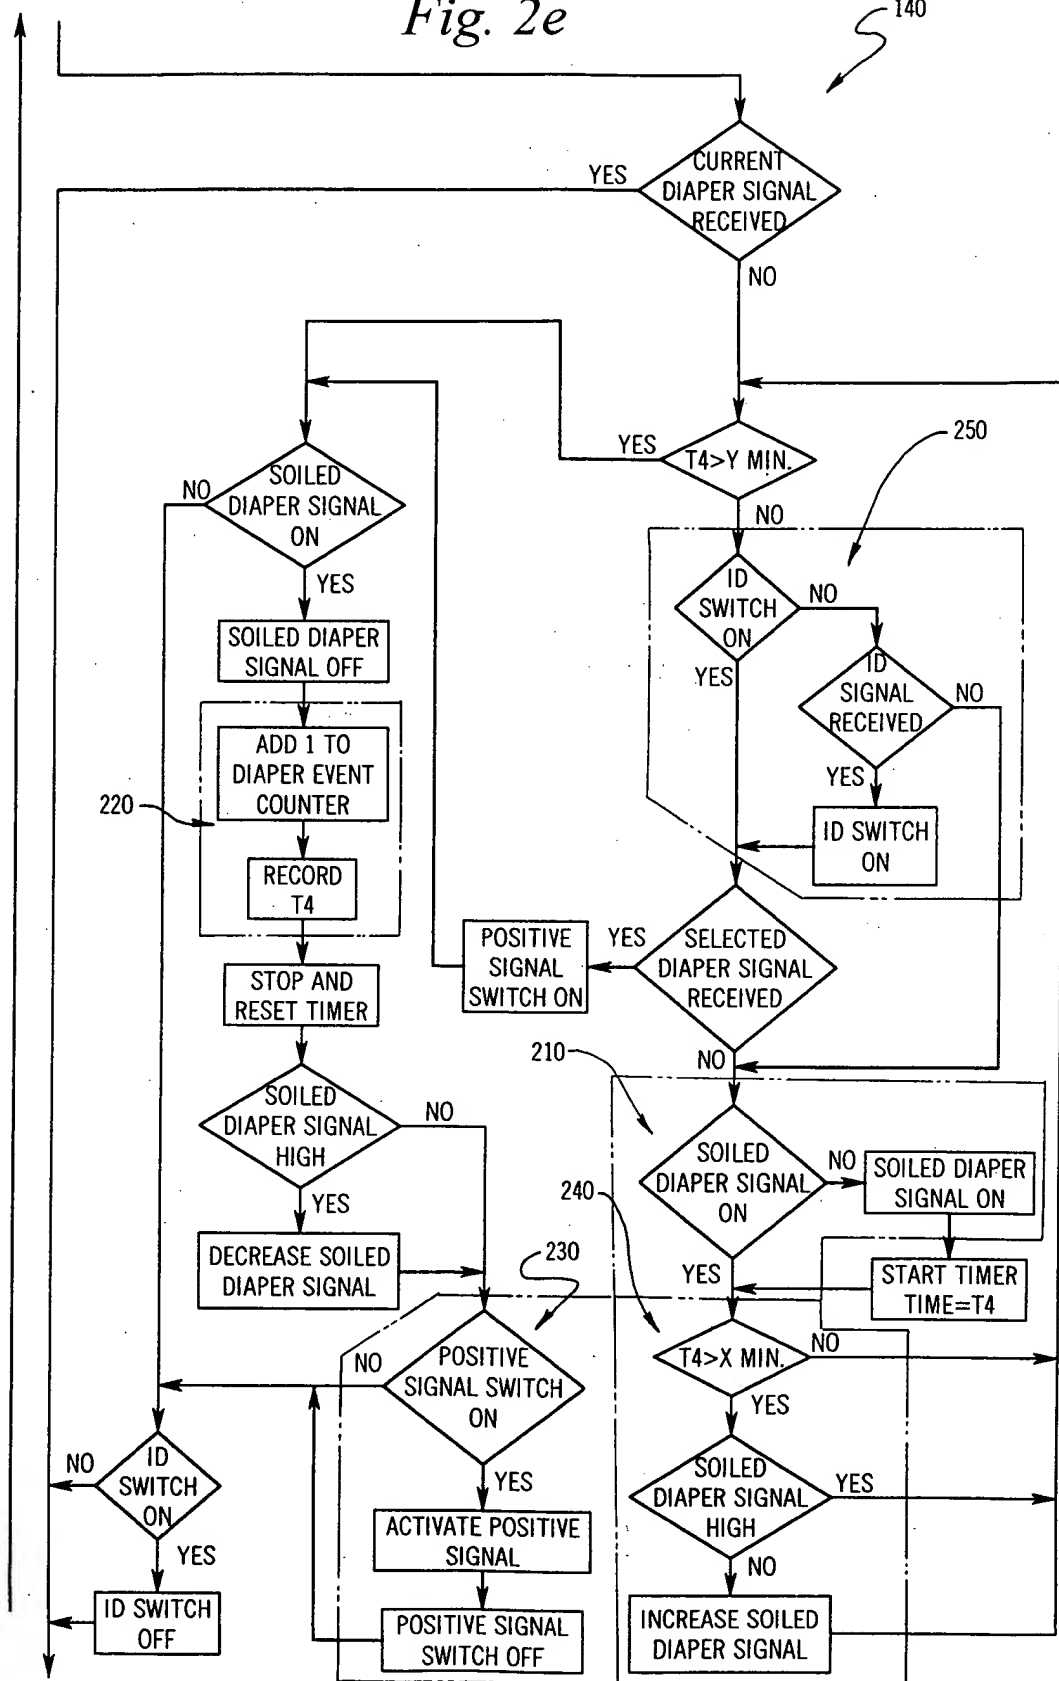 Fig. 2e
140
CURRENT
DIAPER SIGNAL
RECEIVED
YES
NO
T4>Y MIN.
YES
NO
250
SOILED
DIAPER SIGNAL
ON
NO
YES
ID
SWITCH
ON
NO
YES
ID
SIGNAL
RECEIVED
NO
YES
ID SWITCH
ON
SOILED DIAPER
SIGNAL OFF
220
ADD 1 TO
DIAPER EVENT
COUNTER
RECORD
T4
STOP AND
RESET TIMER
POSITIVE
SIGNAL
SWITCH ON
YES
SELECTED
DIAPER SIGNAL
RECEIVED
NO
210
SOILED
DIAPER SIGNAL
HIGH
NO
YES
DECREASE SOILED
DIAPER SIGNAL
SOILED
DIAPER SIGNAL
ON
NO
YES
SOILED DIAPER
SIGNAL ON
START TIMER
TIME=T4
240
230
T4>X MIN.
NO
YES
POSITIVE
SIGNAL SWITCH
ON
NO
YES
SOILED
DIAPER SIGNAL
HIGH
YES
NO
ID
SWITCH
ON
NO
YES
ID SWITCH
OFF
ACTIVATE POSITIVE
SIGNAL
POSITIVE SIGNAL
SWITCH OFF
INCREASE SOILED
DIAPER SIGNAL